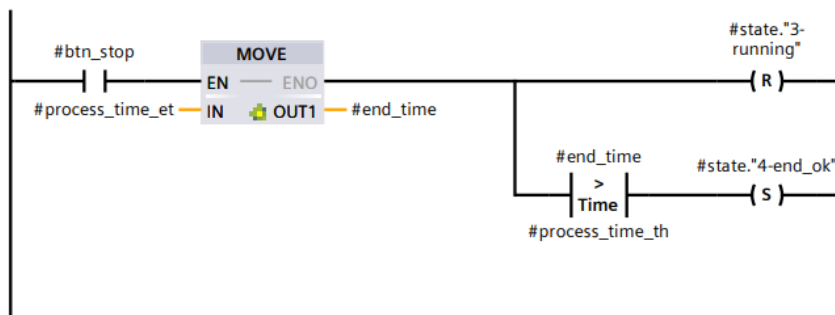 #state."3-
running"
#btn_stop
MOVE
EN
ENO
( R )
#process_time_et
IN
OUT1
#end_time
#end_time
#state."4-end_ok"
>
Time
( S )
#process_time_th